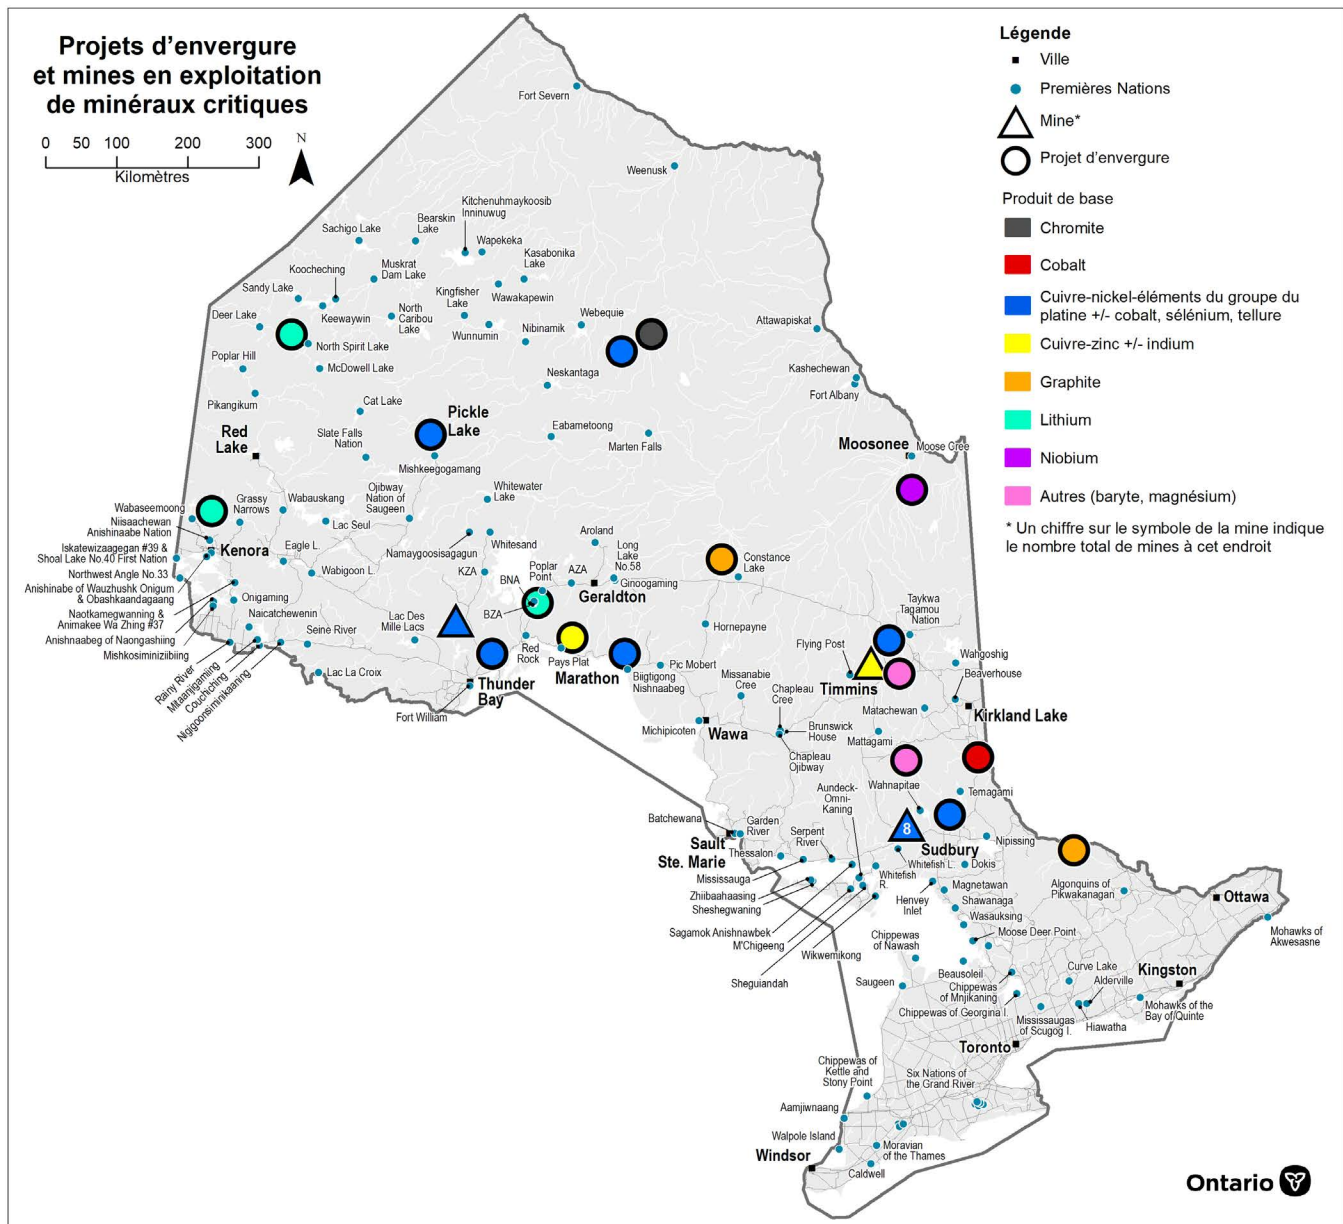 Projets d'envergure
et mines en exploitation
de minéraux critiques
0 50 100 200 300
Kilomètres
N
Légende
Ville
Premières Nations
Mine*
Projet d'envergure
Produit de base
Chromite
Cobalt
Cuivre-nickel-éléments du groupe du
platine +/- cobalt, sélénium, tellure
Cuivre-zinc +/- indium
Graphite
Lithium
Niobium
Autres (baryte, magnésium)
* Un chiffre sur le symbole de la mine indique
le nombre total de mines à cet endroit
Fort Severn
Weenusk
Kitchenuhmaykoosib
Inninuwug
Bearskin
Lake
Sachigo Lake
Wapekeka
Kasabonika
Lake
Koocheching
Muskrat
Dam Lake
Sandy Lake
Kingfisher
Lake
Wawakapewin
Deer Lake
Keewaywin
North
Caribou
Lake
Wunnumin
Nibinamik
Webequie
Attawapiskat
North Spirit Lake
Poplar Hill
McDowell Lake
Neskantaga
Kashechewan
Fort Albany
Pikangikum
Cat Lake
Pickle
Lake
Red
Lake
Slate Falls
Nation
Eabametoong
Marten Falls
Moosonee
Moose Cree
Mishkeegogamang
Whitewater
Lake
Ojibway
Nation of
Saugeen
Wabauskang
Grassy
Narrows
Wabaseemoong
Niisaachewan
Anishinaabe Nation
Lac Seul
Iskatewizaagegan #39 &
Shoal Lake No.40 First Nation
Kenora
Eagle L.
Namaygoosisagagun
Whitesand
Aroland
Long
Lake
No.58
Constance
Lake
Northwest Angle No.33
Wabigoon L.
KZA
BNA
Poplar
Point
AZA
Ginoogaming
Geraldton
Anishinabe of Wauzhushk Onigum
& Obashkaandagaang
Onigaming
Naotkamegwanning &
Animakee Wa Zhing #37
Naicatchewenin
Lac Des
Mille Lacs
BZA
Hornepayne
Taykwa
Tagamou
Nation
Anishnaabeg of Naongashiing
Seine River
Mishkosiminiziibiing
Red
Rock
Pays Plat
Marathon
Flying Post
Wahgoshig
Rainy River
Mitaanjigaming
Couchiching
Nigigoonsiminikaaning
Lac La Croix
Thunder
Bay
Biigtigong
Nishnaabeg
Pic Mobert
Missanabie
Cree
Chapleau
Cree
Timmins
Beaverhouse
Fort William
Matachewan
Kirkland Lake
Michipicoten
Wawa
Brunswick
House
Mattagami
Chapleau
Ojibway
Wahnapitae
Aundeck-
Omni-
Kaning
Temagami
Batchewana
Garden
River
Serpent
River
8
Sudbury
Nipissing
Sault
Ste. Marie
Thessalon
Whitefish L.
Dokis
Mississauga
Whitefish
R.
Zhiibaahaasing
Sheshegwaning
Henvey
Inlet
Magnetawan
Algonquins of
Pikwakanagan
Ottawa
Shawanaga
Wasauksing
Sagamok Anishnawbek
M'Chigeeng
Wikwemikong
Sheguiandah
Chippewas
of Nawash
Moose Deer Point
Mohawks of
Akwesasne
Saugeen
Beausoleil
Chippewas
of Mnjikaning
Curve Lake
Alderville
Kingston
Chippewas of Georgina I.
Mississaugas
of Scugog I.
Hiawatha
Mohawks of the
Bay of Quinte
Toronto
Chippewas of
Kettle and
Stony Point
Six Nations of
the Grand River
Aamjiwnaang
Walpole Island
Windsor
Moravian
of the Thames
Caldwell
Ontario